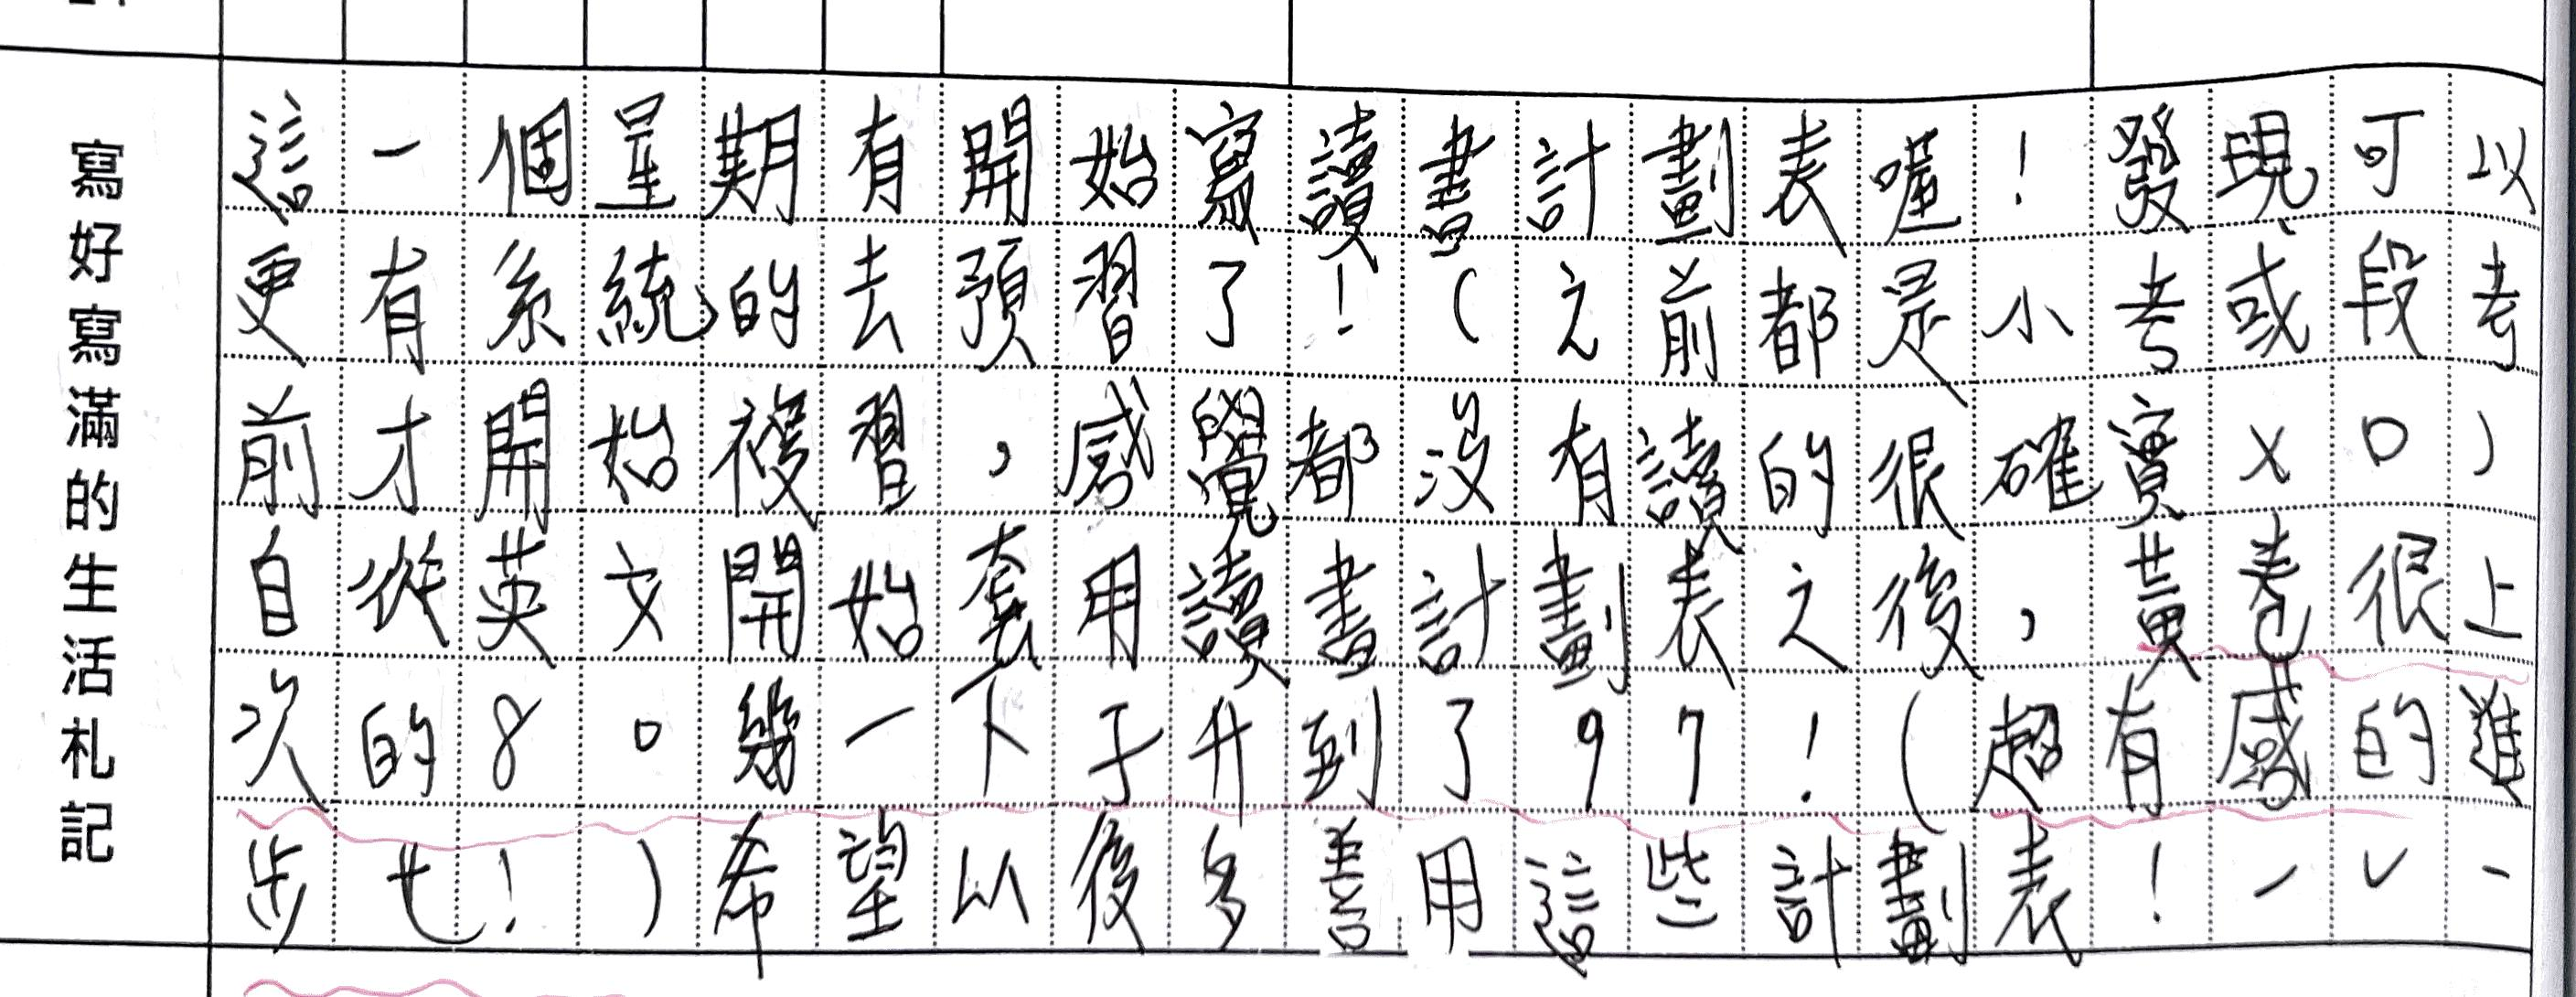 寫好寫滿的生活札記
這一個星期有開始寫讀書計劃表喔！發現可以
更有系統的去預習了！（之前都是小考或段考
前才開始複習，感覺都沒有讀的很確實xD）
自從英文開始套用讀書計劃表之後，黃卷很上
次的80幾一下子升到了97！（超有感的進
步也！）希望以後多善用這些計劃表！-v-